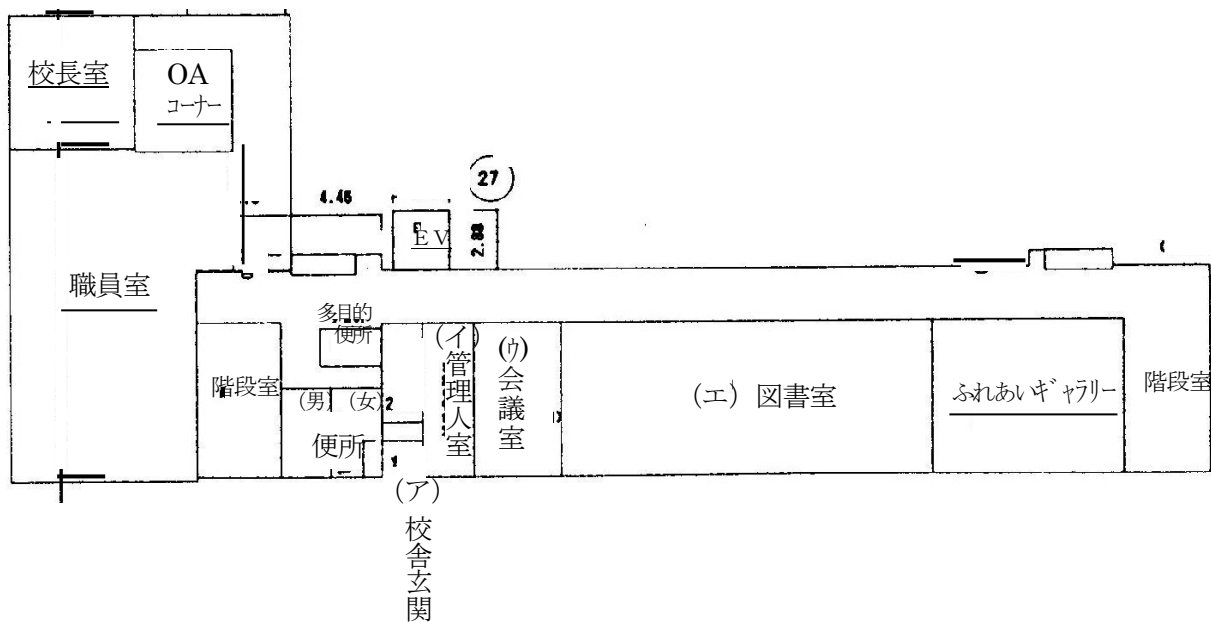 校長室
OA
コーナー
27
4.45
EV
2.88
職員室
多目的
便所
階段室
(男)
(女)
2
便所
1
(ア)
校舎玄関
(イ)
管理人室
(ウ)
会議室
(エ) 図書室
ふれあいギャラリー
階段室